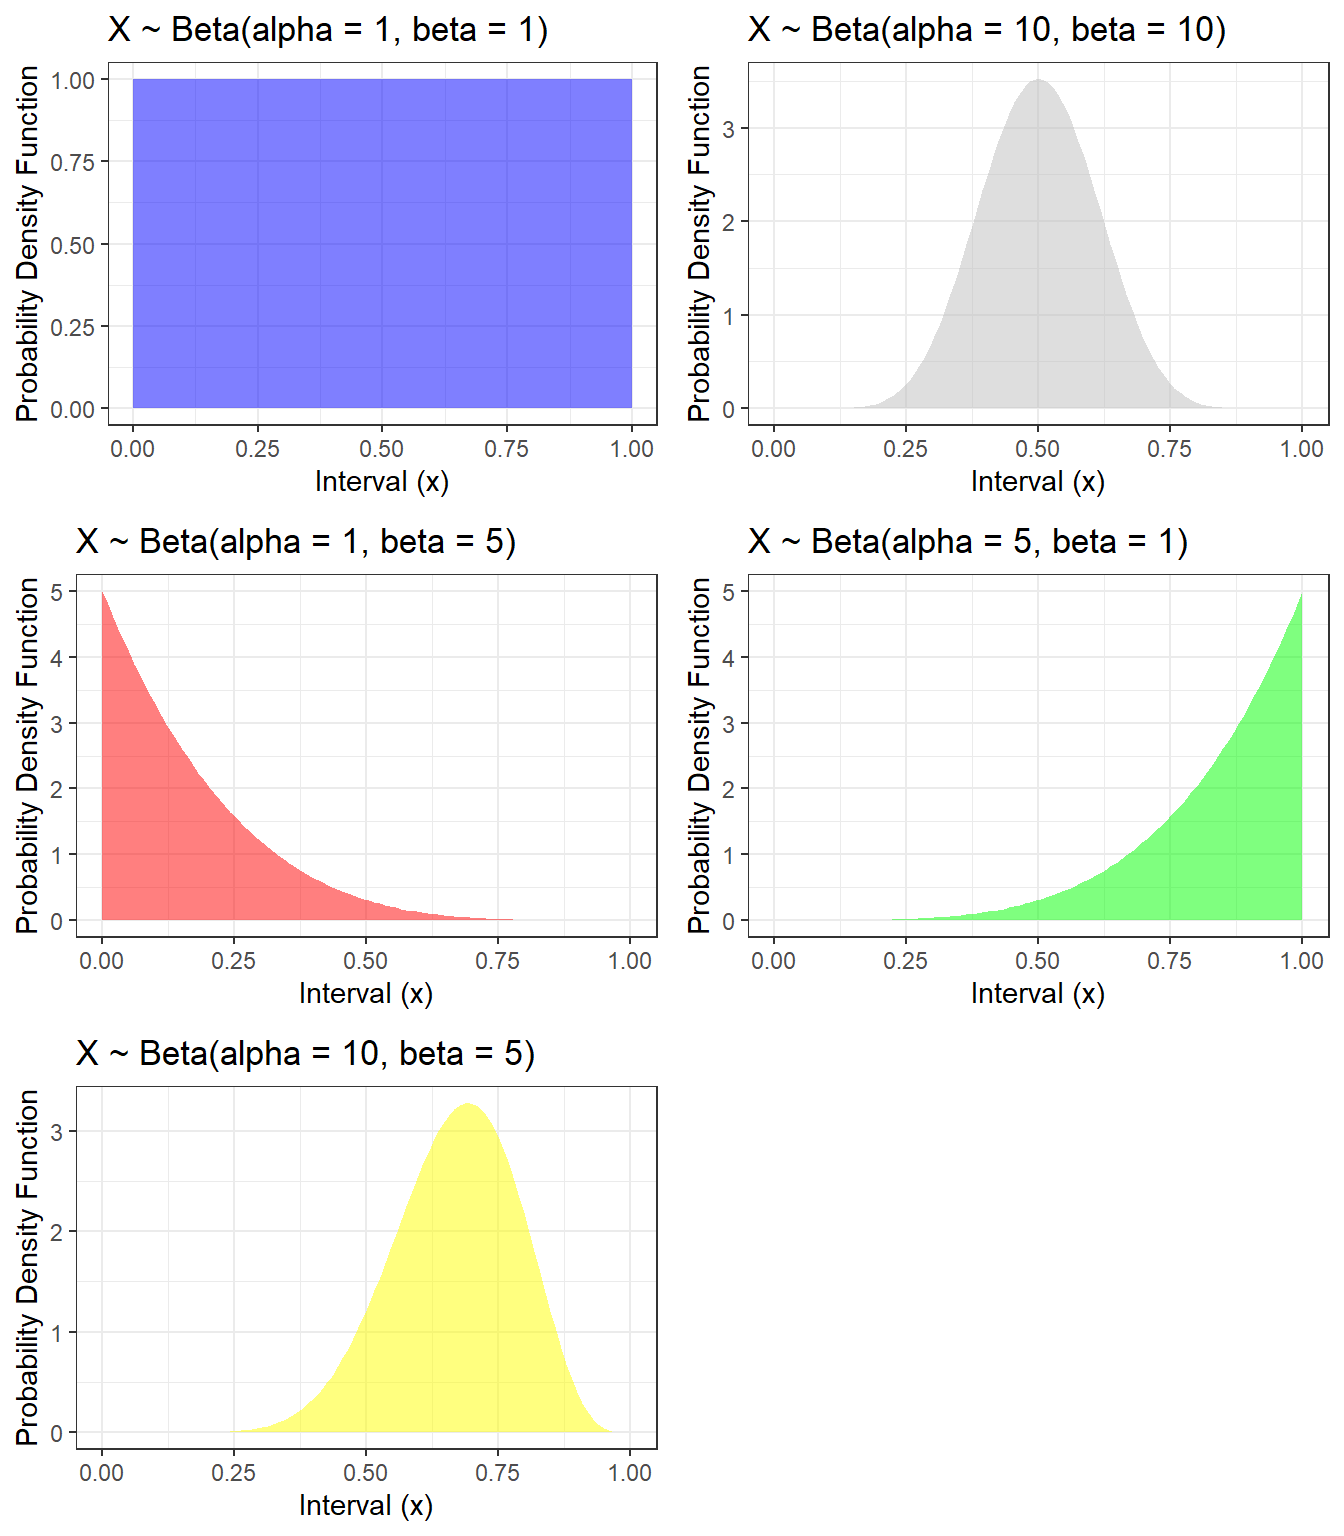 X ~ Beta(alpha = 1, beta = 1)
Probability Density Function
1.00
0.75
0.50
0.25
0.00
0.00 0.25 0.50 0.75 1.00
Interval (x)
X ~ Beta(alpha = 10, beta = 10)
Probability Density Function
3
2
1
0
0.00 0.25 0.50 0.75 1.00
Interval (x)
X ~ Beta(alpha = 1, beta = 5)
Probability Density Function
5
4
3
2
1
0
0.00 0.25 0.50 0.75 1.00
Interval (x)
X ~ Beta(alpha = 5, beta = 1)
Probability Density Function
5
4
3
2
1
0
0.00 0.25 0.50 0.75 1.00
Interval (x)
X ~ Beta(alpha = 10, beta = 5)
Probability Density Function
3
2
1
0
0.00 0.25 0.50 0.75 1.00
Interval (x)